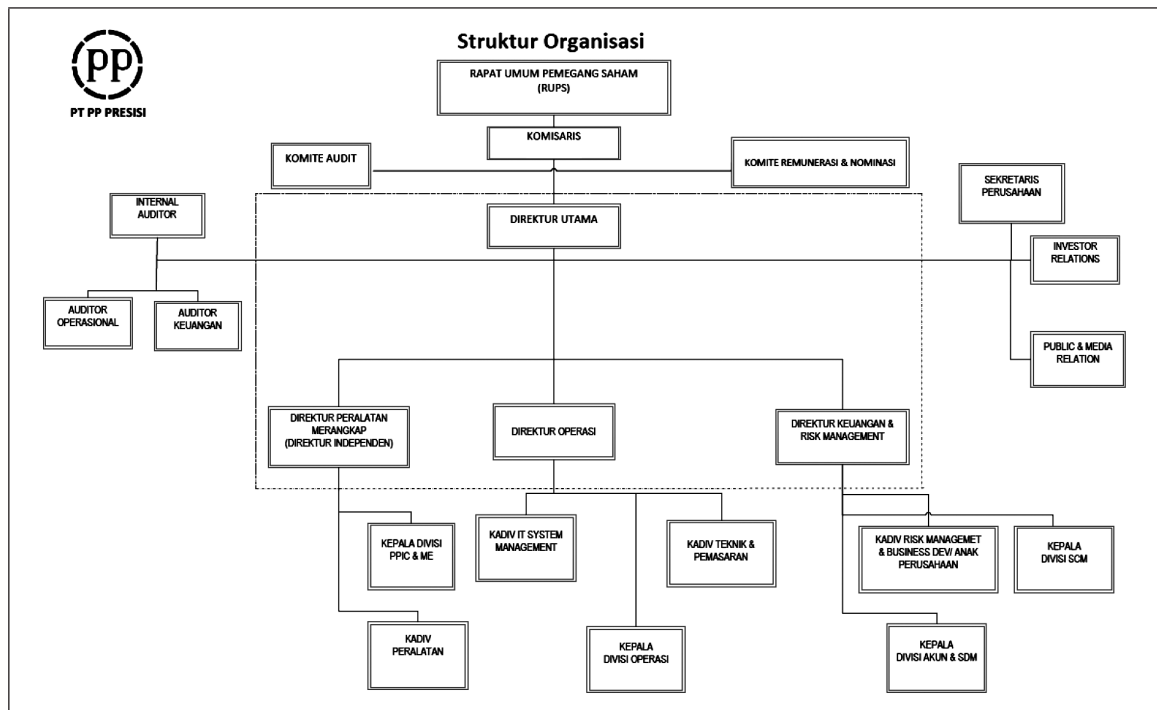 Struktur Organisasi
PP
PT PP PRESISI
RAPAT UMUM PEMEGANG SAHAM
(RUPS)
KOMISARIS
KOMITE AUDIT
KOMITE REMUNERASI & NOMINASI
SEKRETARIS
PERUSAHAAN
INTERNAL
AUDITOR
DIREKTUR UTAMA
INVESTOR
RELATIONS
AUDITOR
OPERASIONAL
AUDITOR
KEUANGAN
PUBLIC & MEDIA
RELATION
DIREKTUR PERALATAN
MERANGKAP
(DIREKTUR INDEPENDEN)
DIREKTUR OPERASI
DIREKTUR KEUANGAN &
RISK MANAGEMENT
KEPALA DIVISI
PPIC & ME
KADIV IT SYSTEM
MANAGEMENT
KADIV TEKNIK &
PEMASARAN
KADIV RISK MANAGEMET
& BUSINESS DEV/ ANAK
PERUSAHAAN
KEPALA
DIVISI SCM
KADIV
PERALATAN
KEPALA
DIVISI OPERASI
KEPALA
DIVISI AKUN & SDM